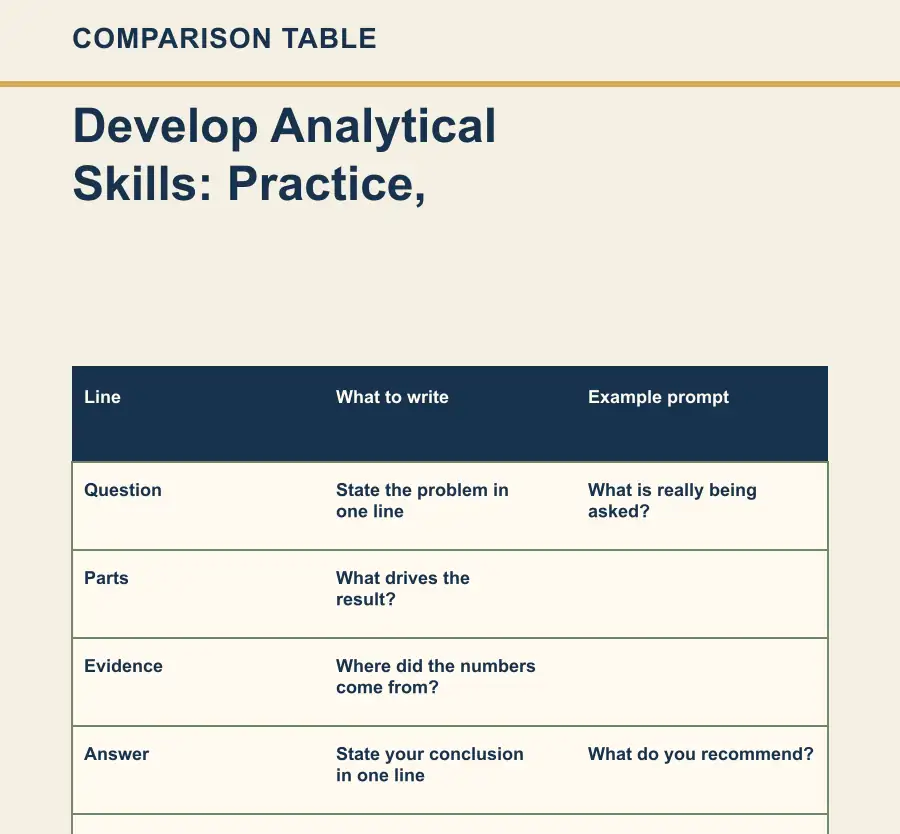 COMPARISON TABLE
Develop Analytical
Skills: Practice,
Line
What to write
Example prompt
Question
State the problem in
one line
What is really being
asked?
Parts
What drives the
result?
Evidence
Where did the numbers
come from?
Answer
State your conclusion
in one line
What do you recommend?